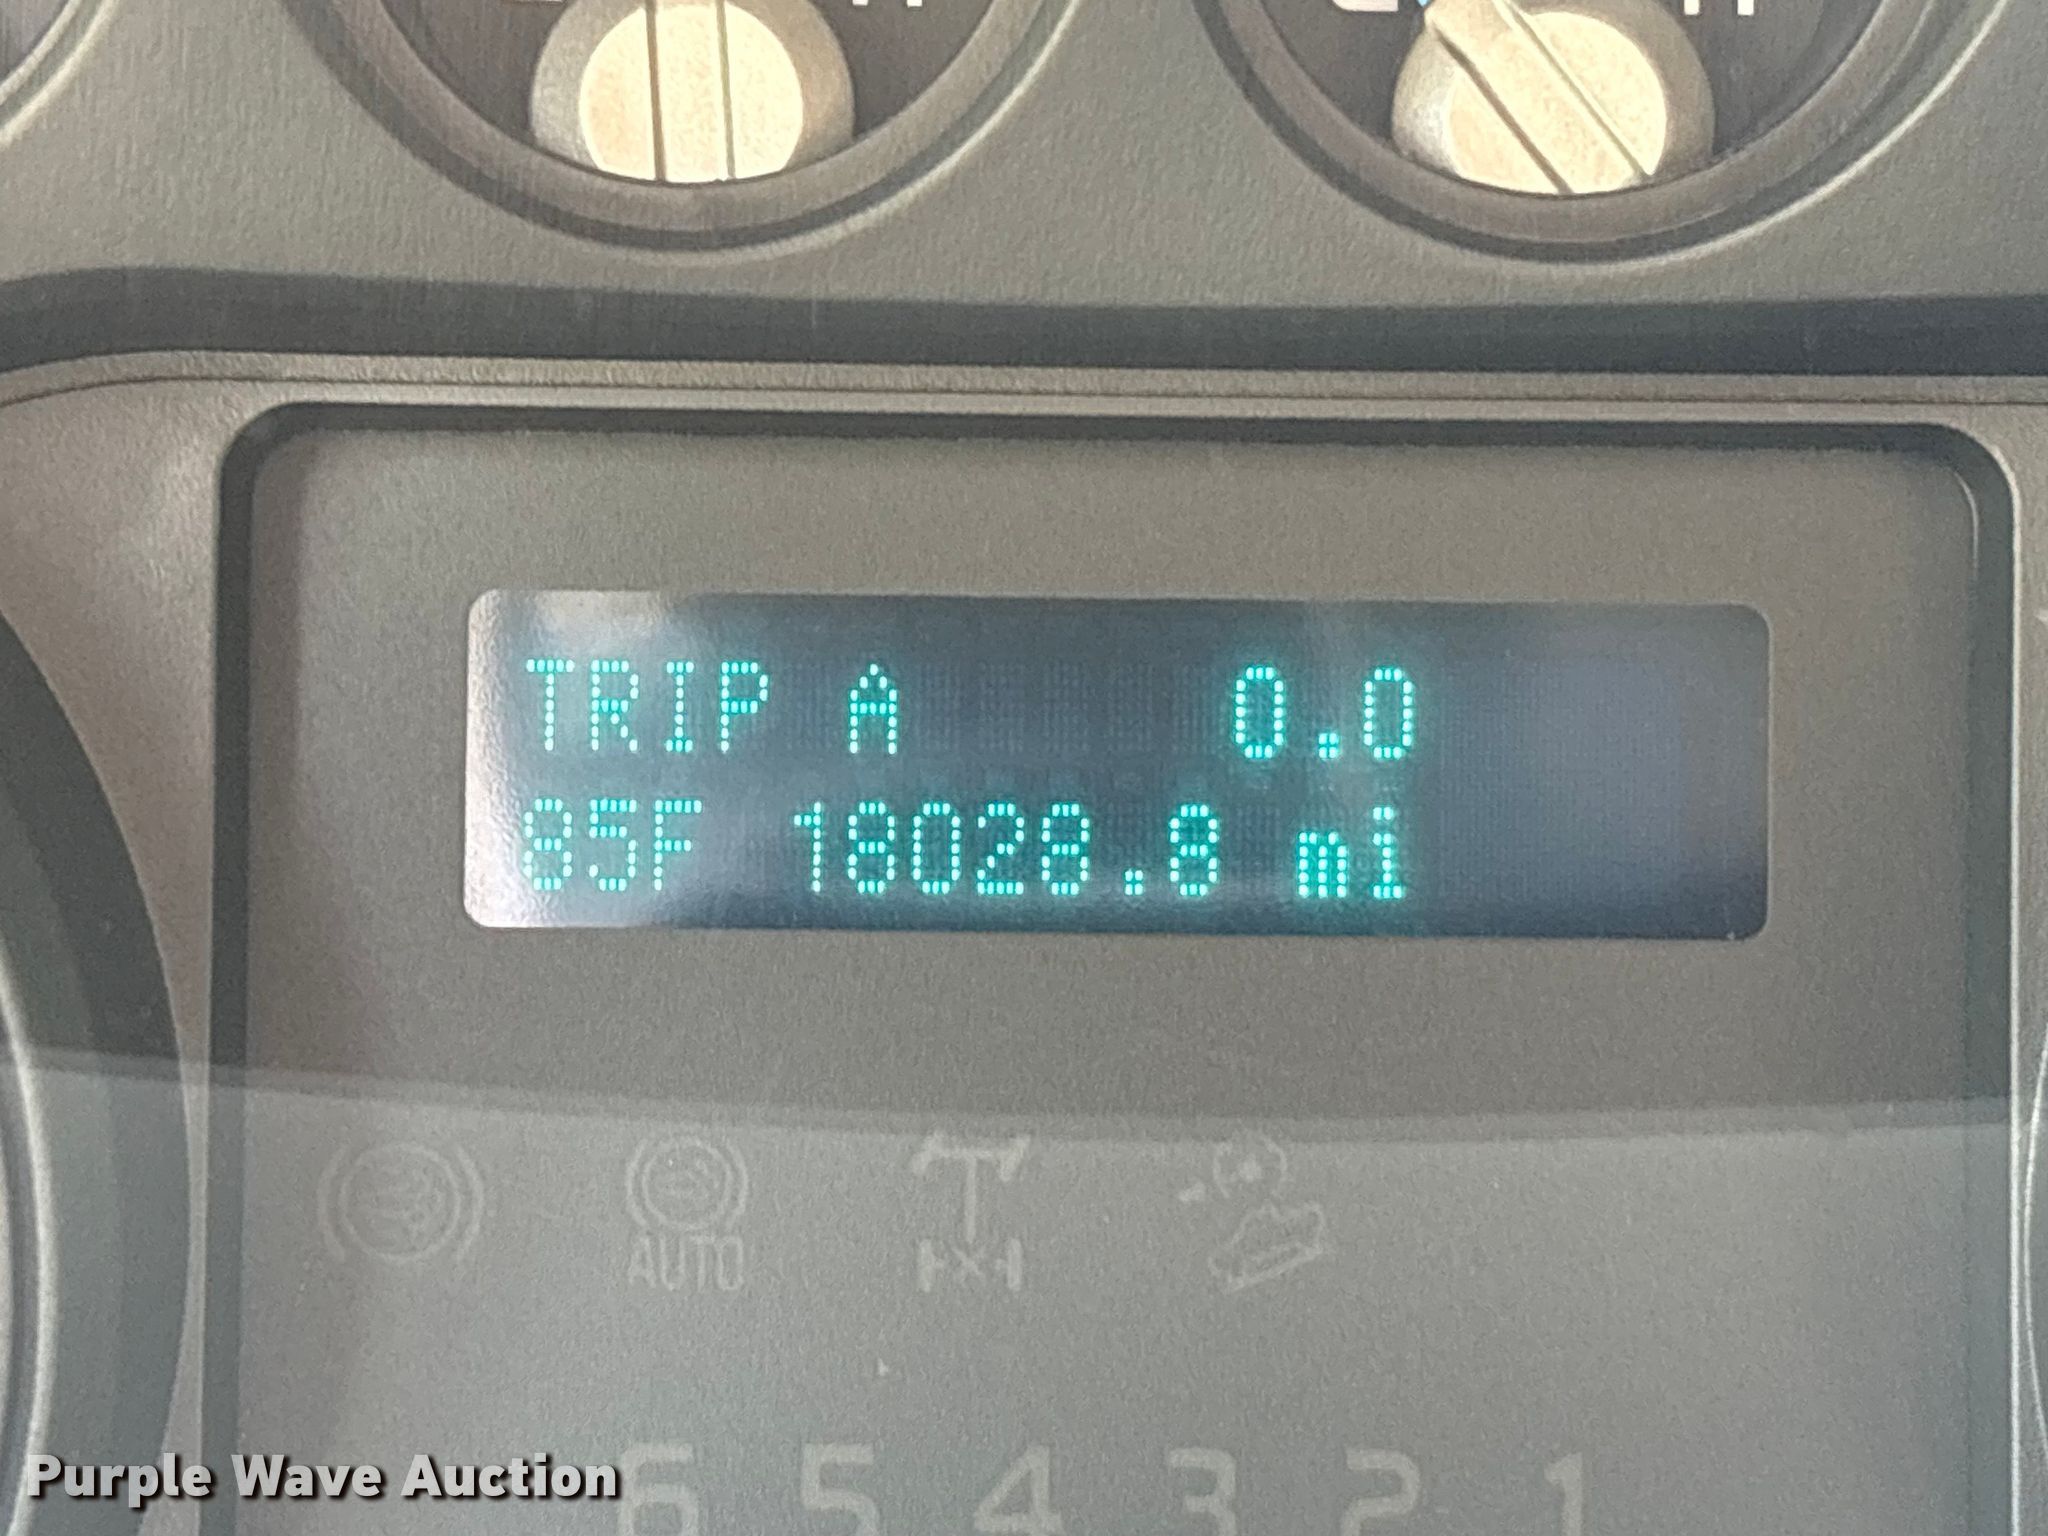 TRIP A 0.0
85F 18028.8 mi
AUTO
6 5 4 3 2 1
Purple Wave Auction